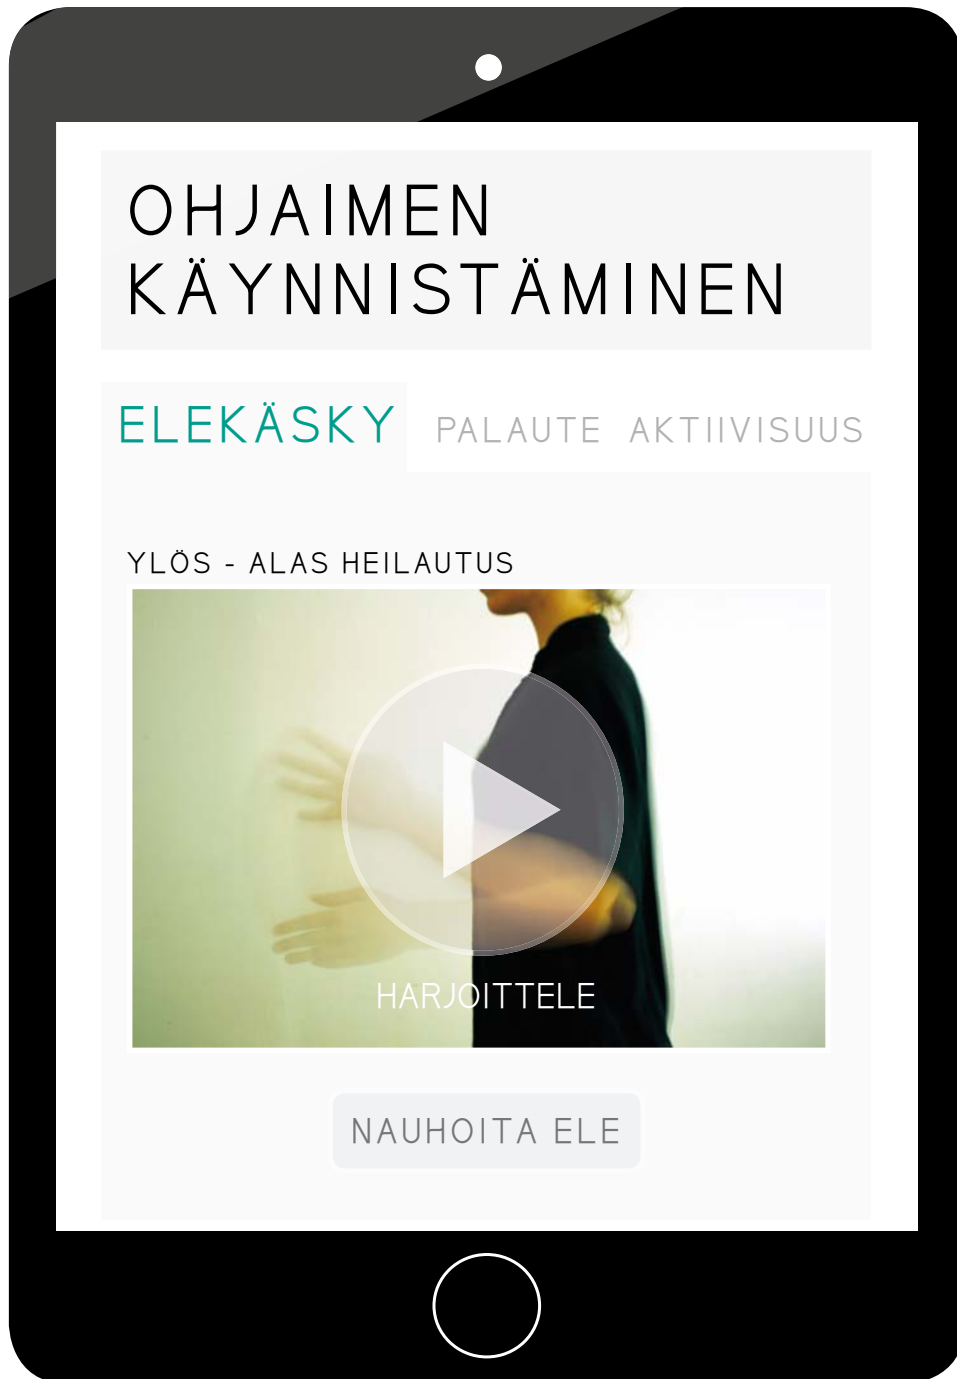 OHJAIMEN
KÄYNNISTÄMINEN
ELEKÄSKY PALAUTE AKTIIVISUUS
YLÖS - ALAS HEILAUTUS
HARJOITTELE
NAUHOITA ELE